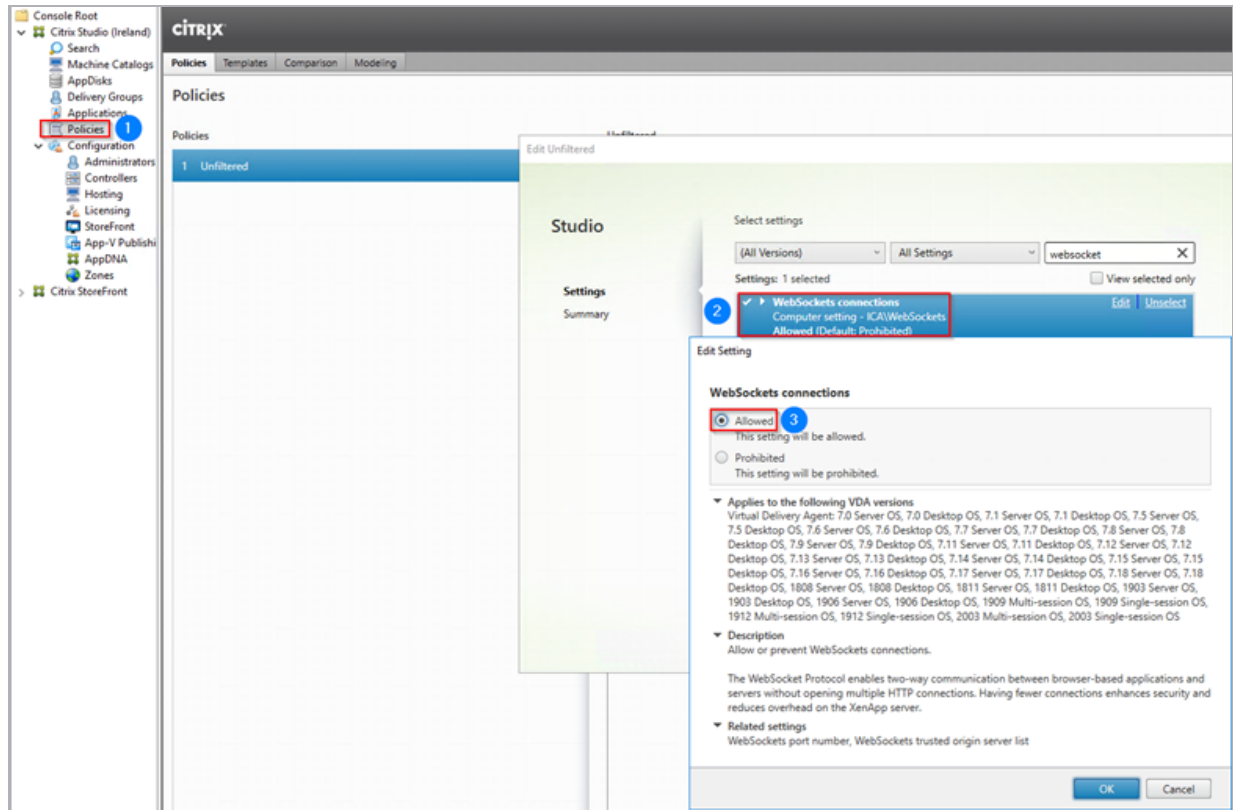 Console Root
Citrix Studio (Ireland)
Search
Machine Catalogs
AppDisks
Delivery Groups
Applications
Policies
1
Configuration
Administrators
Controllers
Hosting
Licensing
StoreFront
App-V Publishi
AppDNA
Zones
Citrix StoreFront
CİTRIX
Policies Templates Comparison Modeling
Policies
Policies
Unfiltered
1 Unfiltered
Edit Unfiltered
Studio
Settings
Summary
Select settings
(All Versions)
All Settings
websocket
Settings: 1 selected
View selected only
2
WebSockets connections
Edit Unselect
Computer setting - ICA\WebSockets
Allowed (Default: Prohibited)
Edit Setting
WebSockets connections
Allowed
3
This setting will be allowed.
Prohibited
This setting will be prohibited.
Applies to the following VDA versions
Virtual Delivery Agent: 7.0 Server OS, 7.0 Desktop OS, 7.1 Server OS, 7.1 Desktop OS, 7.5 Server OS,
7.5 Desktop OS, 7.6 Server OS, 7.6 Desktop OS, 7.7 Server OS, 7.7 Desktop OS, 7.8 Server OS, 7.8
Desktop OS, 7.9 Server OS, 7.9 Desktop OS, 7.11 Server OS, 7.11 Desktop OS, 7.12 Server OS, 7.12
Desktop OS, 7.13 Server OS, 7.13 Desktop OS, 7.14 Server OS, 7.14 Desktop OS, 7.15 Server OS, 7.15
Desktop OS, 7.16 Server OS, 7.16 Desktop OS, 7.17 Server OS, 7.17 Desktop OS, 7.18 Server OS, 7.18
Desktop OS, 1808 Server OS, 1808 Desktop OS, 1811 Server OS, 1811 Desktop OS, 1903 Server OS,
1903 Desktop OS, 1906 Server OS, 1906 Desktop OS, 1909 Multi-session OS, 1909 Single-session OS,
1912 Multi-session OS, 1912 Single-session OS, 2003 Multi-session OS, 2003 Single-session OS
Description
Allow or prevent WebSockets connections.
The WebSocket Protocol enables two-way communication between browser-based applications and
servers without opening multiple HTTP connections. Having fewer connections enhances security and
reduces overhead on the XenApp server.
Related settings
WebSockets port number, WebSockets trusted origin server list
OK
Cancel